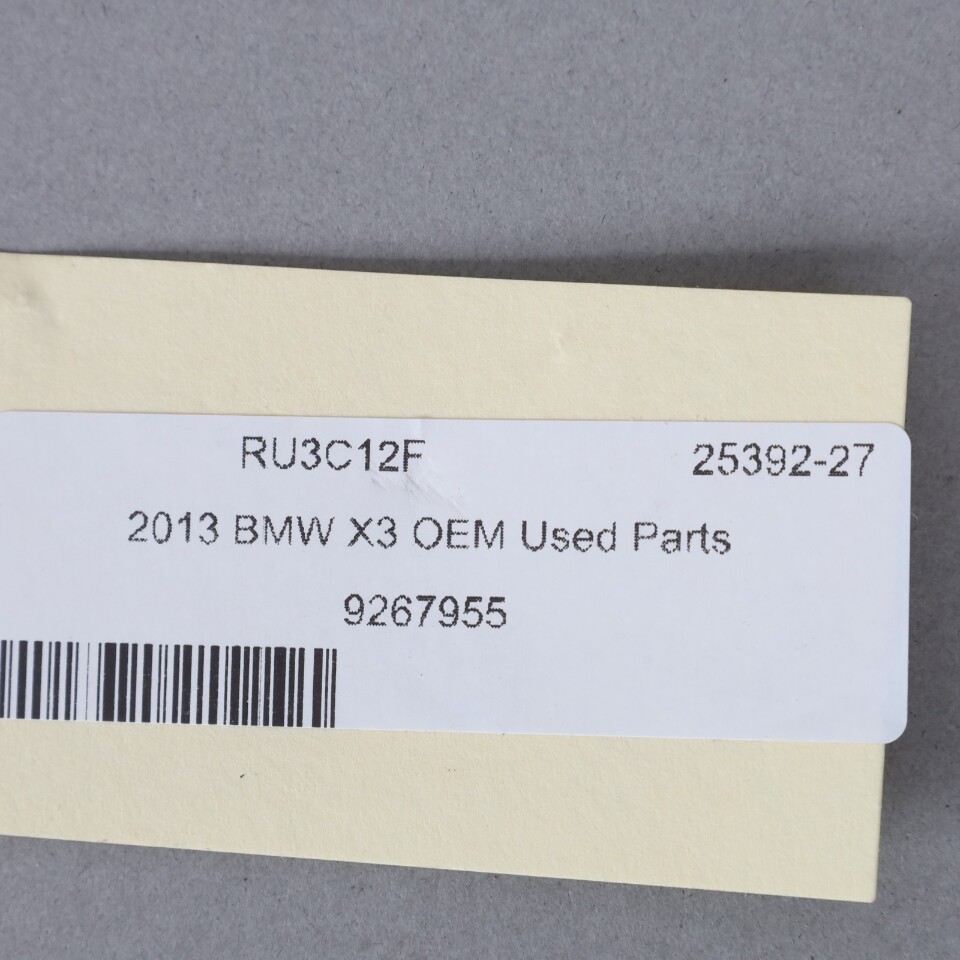 RU3C12F 25392-27
2013 BMW X3 OEM Used Parts
9267955